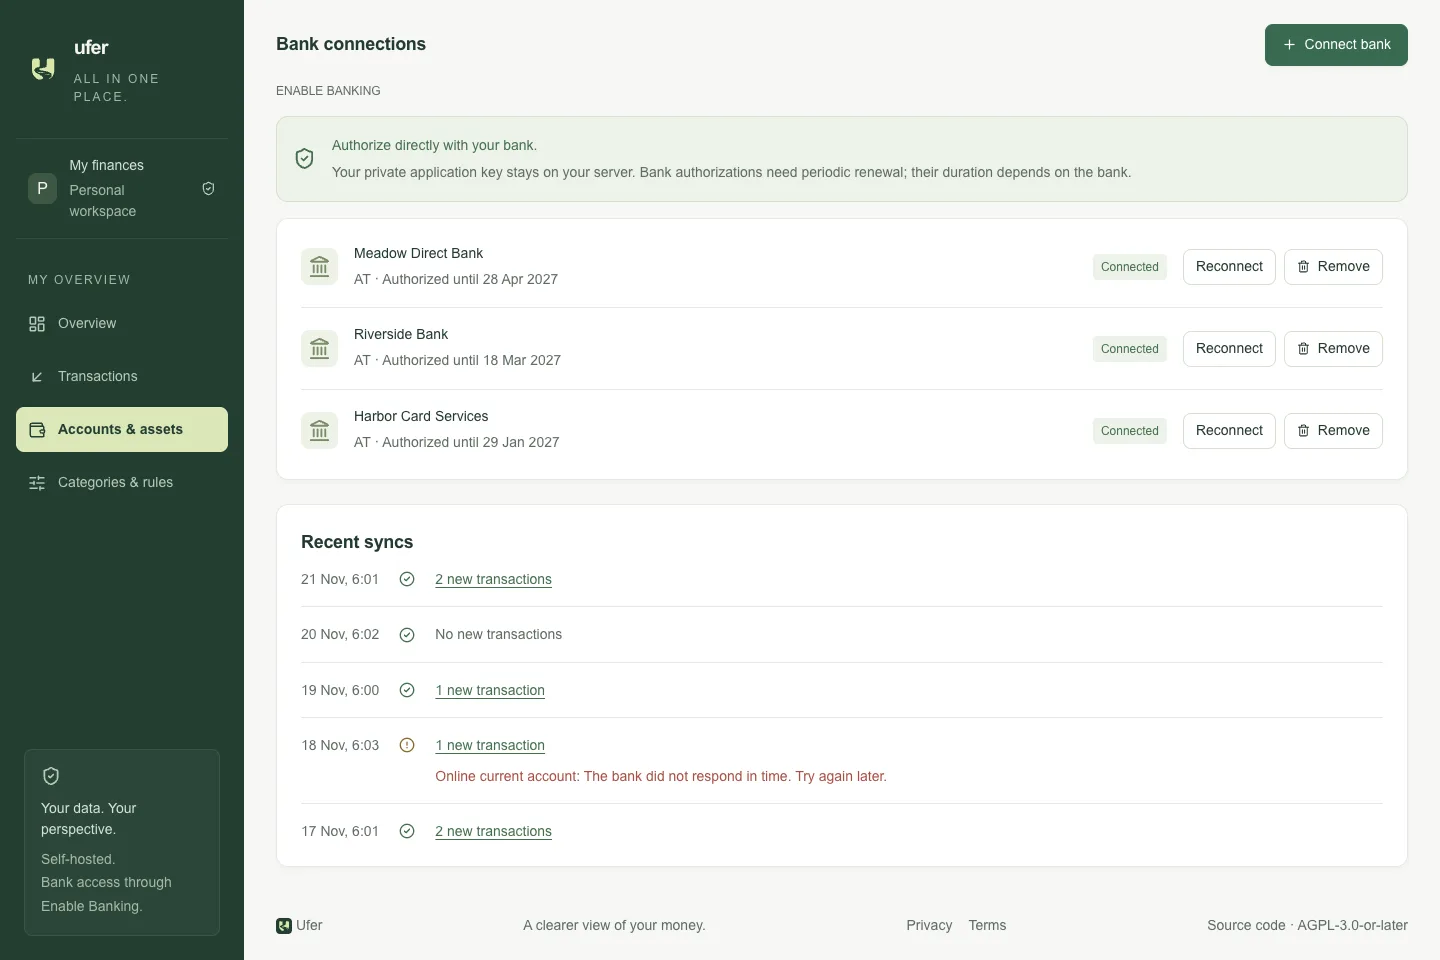 ufer
ALL IN ONE
PLACE.
P
My finances
Personal
workspace
MY OVERVIEW
Overview
Transactions
Accounts & assets
Categories & rules
Your data. Your
perspective.
Self-hosted.
Bank access through
Enable Banking.
Bank connections
Connect bank
ENABLE BANKING
Authorize directly with your bank.
Your private application key stays on your server. Bank authorizations need periodic renewal; their duration depends on the bank.
Meadow Direct Bank
AT · Authorized until 28 Apr 2027
Connected
Reconnect
Remove
Riverside Bank
AT · Authorized until 18 Mar 2027
Connected
Reconnect
Remove
Harbor Card Services
AT · Authorized until 29 Jan 2027
Connected
Reconnect
Remove
Recent syncs
21 Nov, 6:01 2 new transactions
20 Nov, 6:02 No new transactions
19 Nov, 6:00 1 new transaction
18 Nov, 6:03 1 new transaction
Online current account: The bank did not respond in time. Try again later.
17 Nov, 6:01 2 new transactions
Ufer
A clearer view of your money.
Privacy
Terms
Source code · AGPL-3.0-or-later